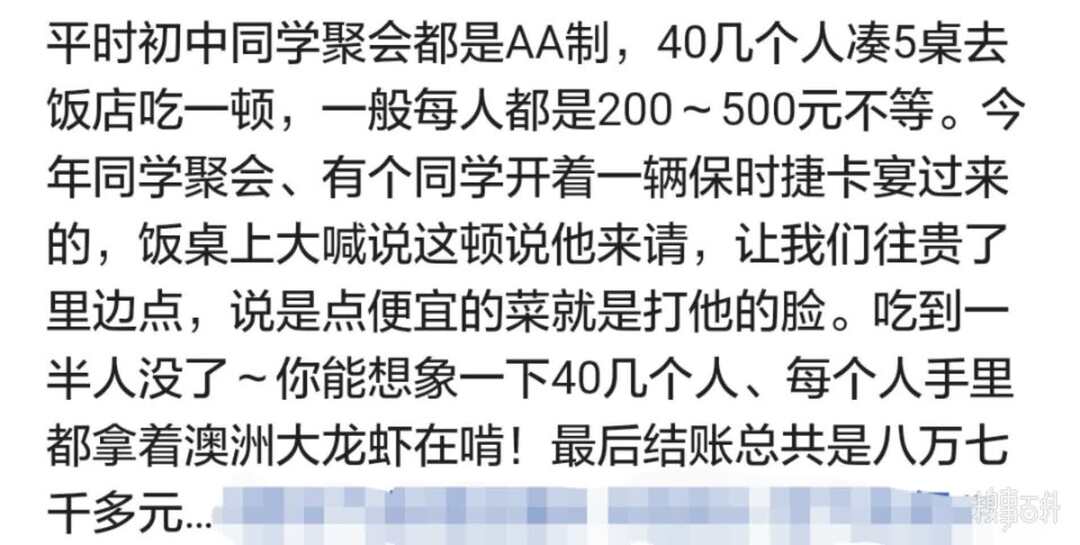 平时初中同学聚会都是AA制，40几个人凑5桌去
饭店吃一顿，一般每人都是200～500元不等。今
年同学聚会、有个同学开着一辆保时捷卡宴过来
的，饭桌上大喊说这顿说他来请，让我们往贵了
里边点，说是点便宜的菜就是打他的脸。吃到一
半人没了～你能想象一下40几个人、每个人手里
都拿着澳洲大龙虾在啃！最后结账总共是八万七
千多元...
糗事百科